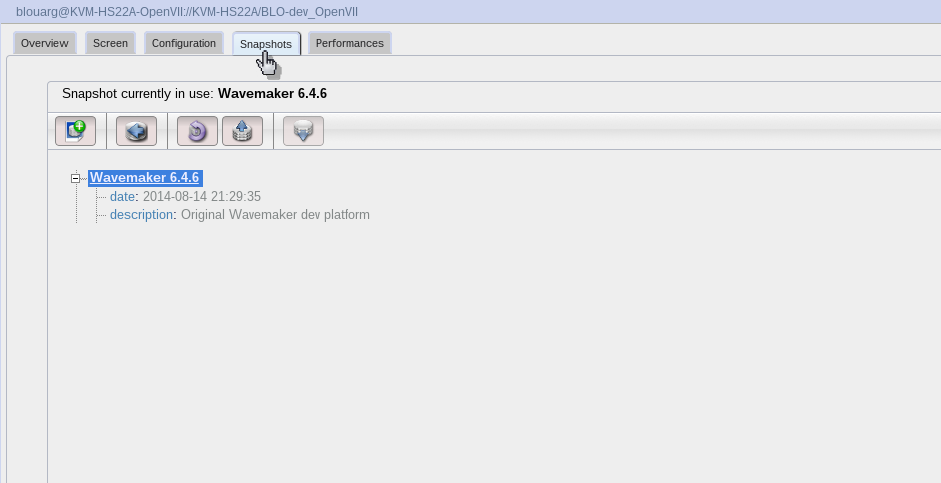 blouarg@KVM-HS22A-OpenVII://KVM-HS22A/BLO-dev_OpenVII
Overview Screen Configuration Snapshots Performances
Snapshot currently in use: Wavemaker 6.4.6
Wavemaker 6.4.6
date: 2014-08-14 21:29:35
description: Original Wavemaker dev platform